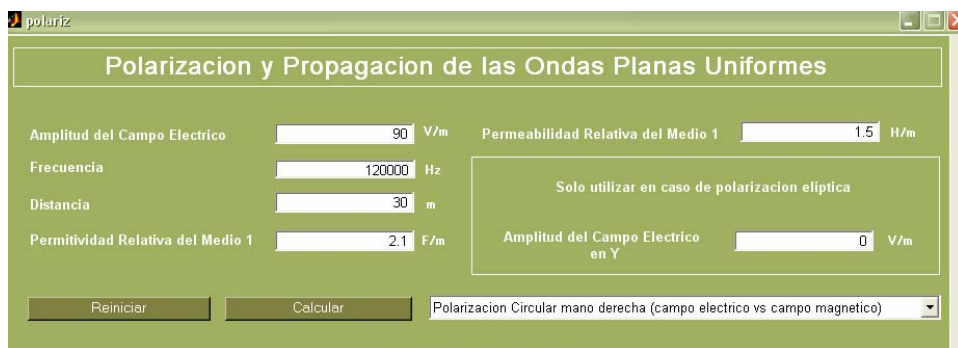 polariz
Polarizacion y Propagacion de las Ondas Planas Uniformes
Amplitud del Campo Electrico 90 V/m
Permeabilidad Relativa del Medio 1 1.5 H/m
Frecuencia 120000 Hz
Solo utilizar en caso de polarizacion eliptica
Distancia 30 m
Permitividad Relativa del Medio 1 2.1 F/m
Amplitud del Campo Electrico
en Y
0 V/m
Reiniciar
Calcular
Polarizacion Circular mano derecha (campo electrico vs campo magnetico)